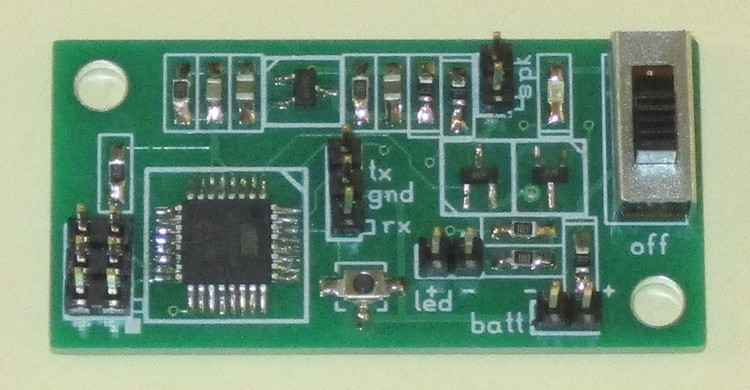 spk
tx
gnd
rx
off
+ -
led
- +
batt